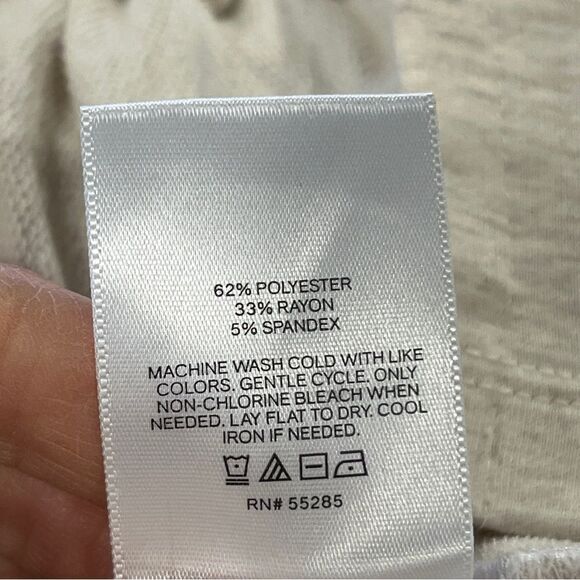 62% POLYESTER
33% RAYON
5% SPANDEX
MACHINE WASH COLD WITH LIKE
COLORS. GENTLE CYCLE. ONLY
NON-CHLORINE BLEACH WHEN
NEEDED. LAY FLAT TO DRY. COOL
IRON IF NEEDED.
RN# 55285